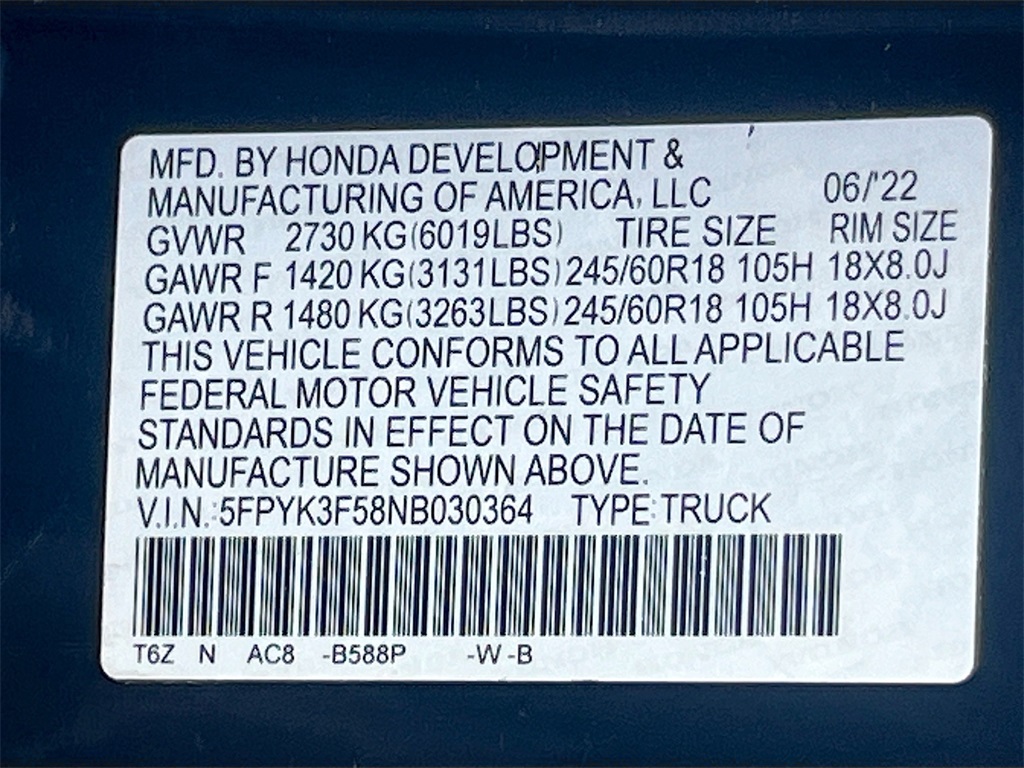 MFD. BY HONDA DEVELOPMENT &
MANUFACTURING OF AMERICA, LLC 06/'22
GVWR 2730 KG(6019LBS) TIRE SIZE RIM SIZE
GAWR F 1420 KG(3131LBS) 245/60R18 105H 18X8.0J
GAWR R 1480 KG(3263LBS) 245/60R18 105H 18X8.0J
THIS VEHICLE CONFORMS TO ALL APPLICABLE
FEDERAL MOTOR VEHICLE SAFETY
STANDARDS IN EFFECT ON THE DATE OF
MANUFACTURE SHOWN ABOVE.
V.I.N.:5FPYK3F58NB030364 TYPE:TRUCK
T6Z N AC8 -B588P -W -B